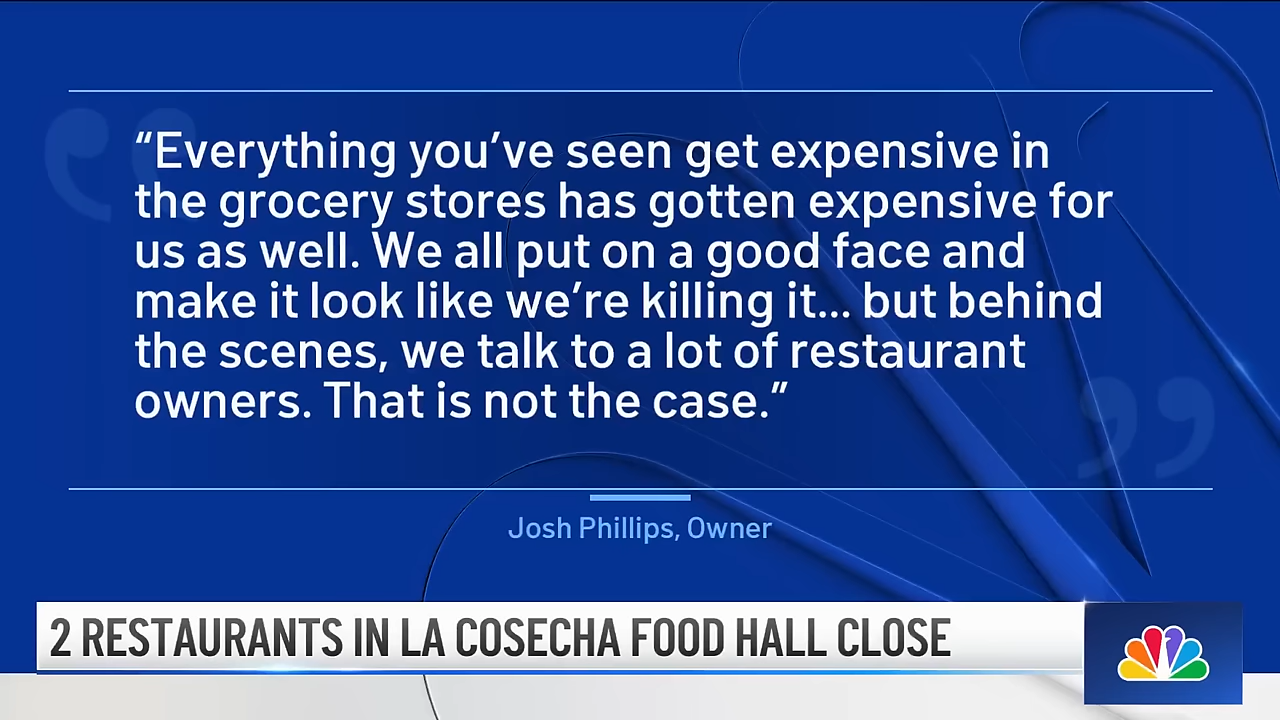 “Everything you’ve seen get expensive in
the grocery stores has gotten expensive for
us as well. We all put on a good face and
make it look like we’re killing it... but behind
the scenes, we talk to a lot of restaurant
owners. That is not the case.”
Josh Phillips, Owner
2 RESTAURANTS IN LA COSECHA FOOD HALL CLOSE